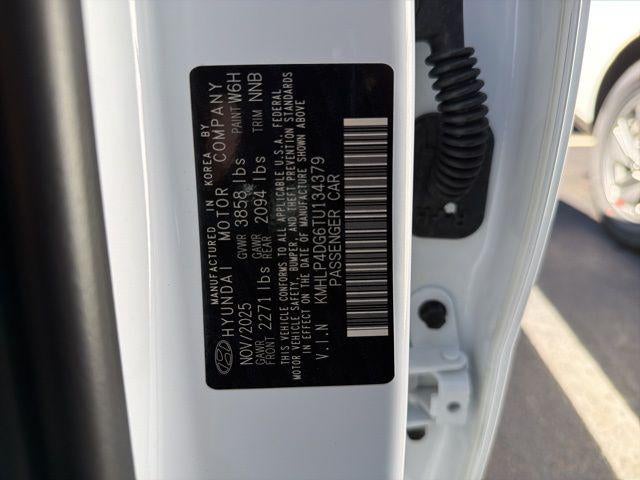 MANUFACTURED IN KOREA BY
HYUNDAI MOTOR COMPANY
NOV/2025 GVWR 3858 lbs PAINT W6H
GAWR FRONT 2271 lbs GAWR REAR 2094 lbs TRIM NNB
THIS VEHICLE CONFORMS TO ALL APPLICABLE U.S.A. FEDERAL
MOTOR VEHICLE SAFETY, BUMPER, AND THEFT PREVENTION STANDARDS
IN EFFECT ON THE DATE OF MANUFACTURE SHOWN ABOVE
V.I.N KMHLP4DG6TU134379
PASSENGER CAR